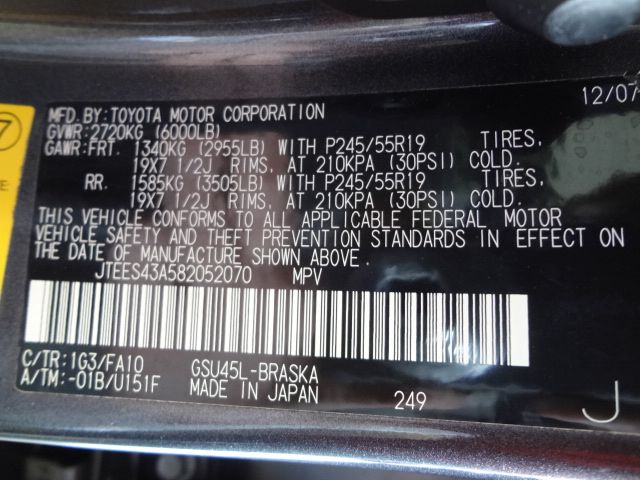 12/07
MFD. BY: TOYOTA MOTOR CORPORATION
GVWR: 2720KG (6000LB)
GAWR: FRT. 1340KG (2955LB) WITH P245/55R19 TIRES,
19X7 1/2J RIMS, AT 210KPA (30PSI) COLD.
RR. 1585KG (3505LB) WITH P245/55R19 TIRES,
19X7 1/2J RIMS, AT 210KPA (30PSI) COLD.
THIS VEHICLE CONFORMS TO ALL APPLICABLE FEDERAL MOTOR
VEHICLE SAFETY AND THEFT PREVENTION STANDARDS IN EFFECT ON
THE DATE OF MANUFACTURE SHOWN ABOVE.
JTEES43A582052070 MPV
C/TR: 1G3/FA10 GSU45L-BRASKA
A/TM: -01B/U151F MADE IN JAPAN 249 J
7